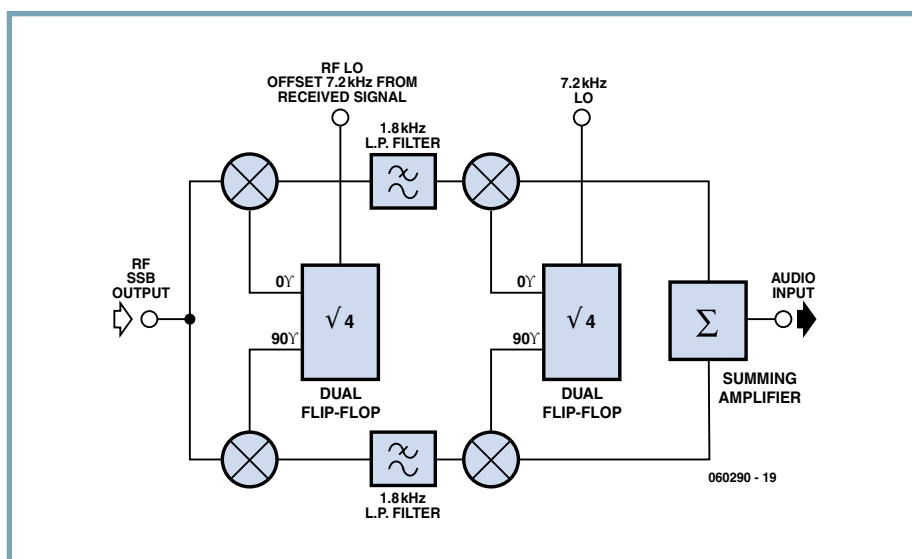 RF LO
OFFSET 7.2kHz FROM
RECEIVED SIGNAL
7.2kHz
LO
1.8kHz
L.P. FILTER
0ϒ
√ 4
90ϒ
DUAL
FLIP-FLOP
0ϒ
√ 4
90ϒ
DUAL
FLIP-FLOP
RF
SSB
OUTPUT
Σ
AUDIO
INPUT
SUMMING
AMPLIFIER
1.8kHz
L.P. FILTER
060290 - 19